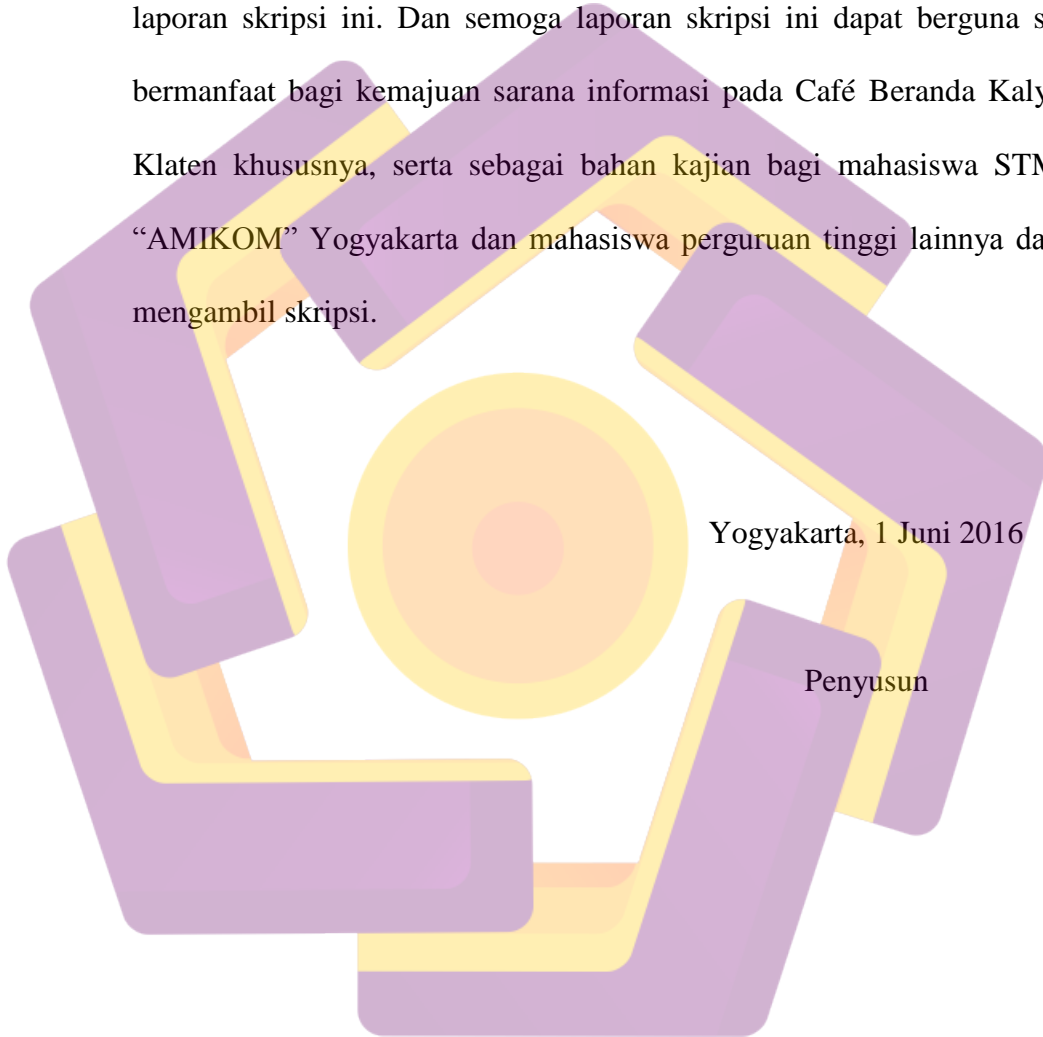 laporan skripsi ini. Dan semoga laporan skripsi ini dapat berguna s
bermanfaat bagi kemajuan sarana informasi pada Café Beranda Kaly
Klaten khususnya, serta sebagai bahan kajian bagi mahasiswa STM
“AMIKOM” Yogyakarta dan mahasiswa perguruan tinggi lainnya da
mengambil skripsi.
Yogyakarta, 1 Juni 2016
Penyusun